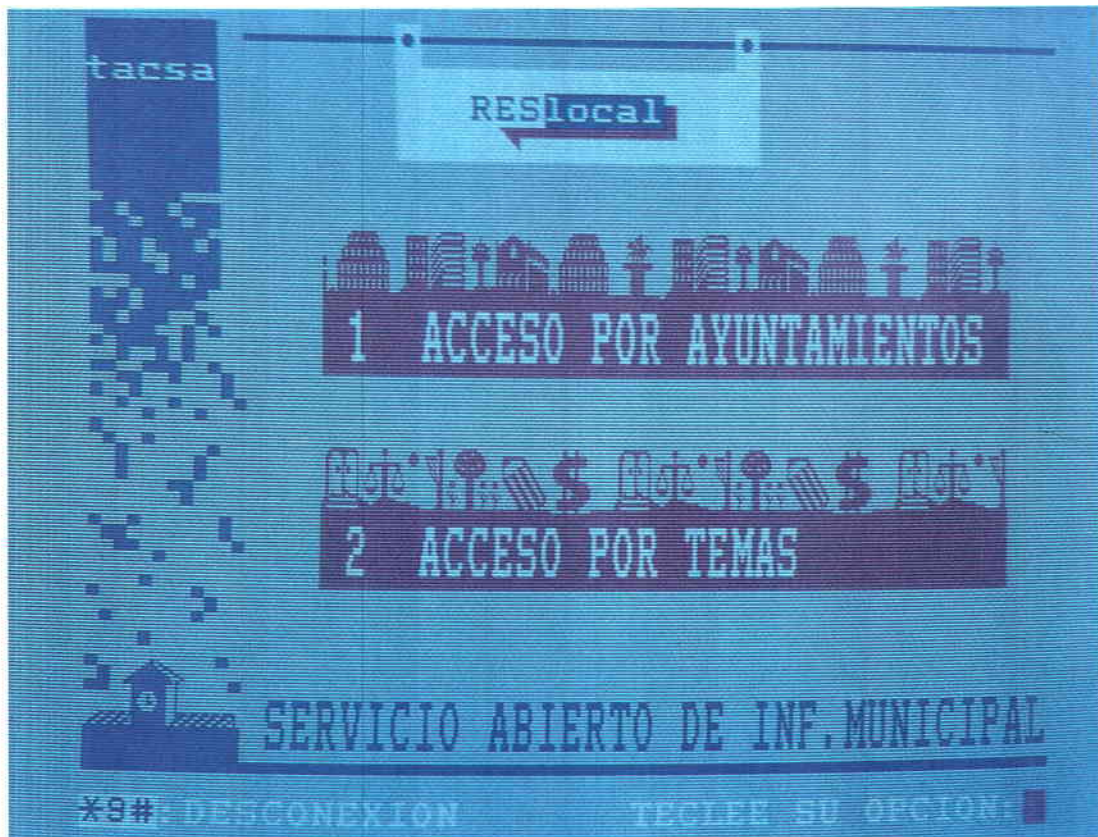 tacsa
RESlocal
1 ACCESO POR AYUNTAMIENTOS
2 ACCESO POR TEMAS
SERVICIO ABIERTO DE INF.MUNICIPAL
*9#: DESCONEXION TECLEE SU OPCION: